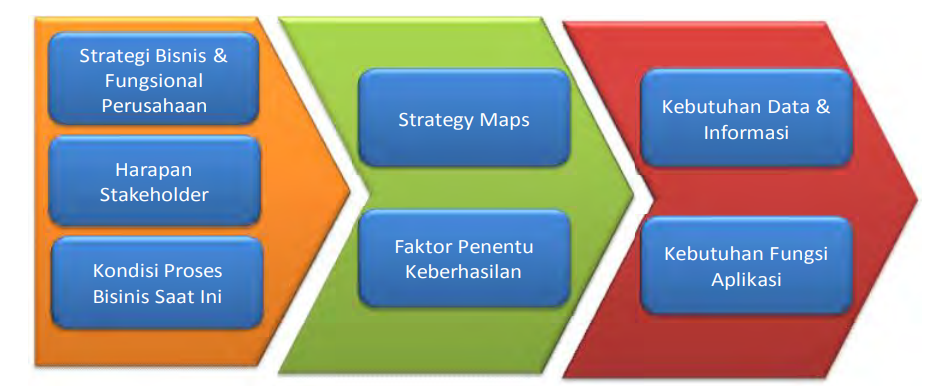 Strategi Bisnis &
Fungsional
Perusahaan
Harapan
Stakeholder
Kondisi Proses
Bisinis Saat Ini
Strategy Maps
Faktor Penentu
Keberhasilan
Kebutuhan Data &
Informasi
Kebutuhan Fungsi
Aplikasi